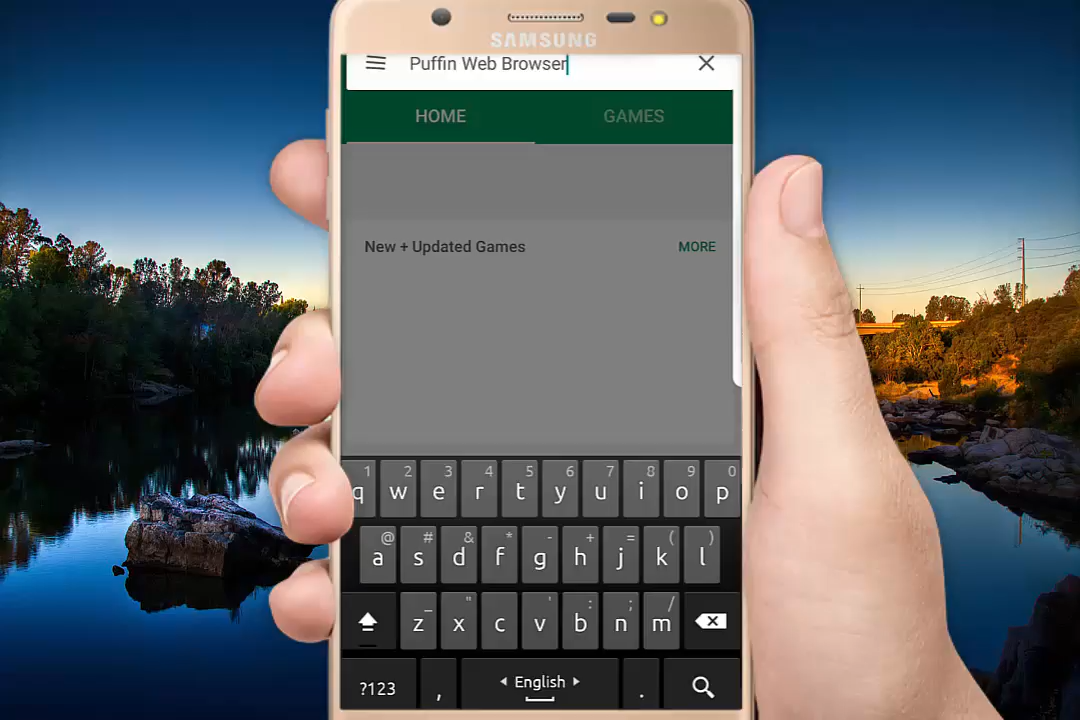 SAMSUNG
Puffin Web Browser
HOME GAMES
New + Updated Games MORE
1 2 3 4 5 6 7 8 9 0
q w e r t y u i o p
@ # & * - + = ( )
a s d f g h j k l
_ " ' : ; /
z x c v b n m
?123 , English .